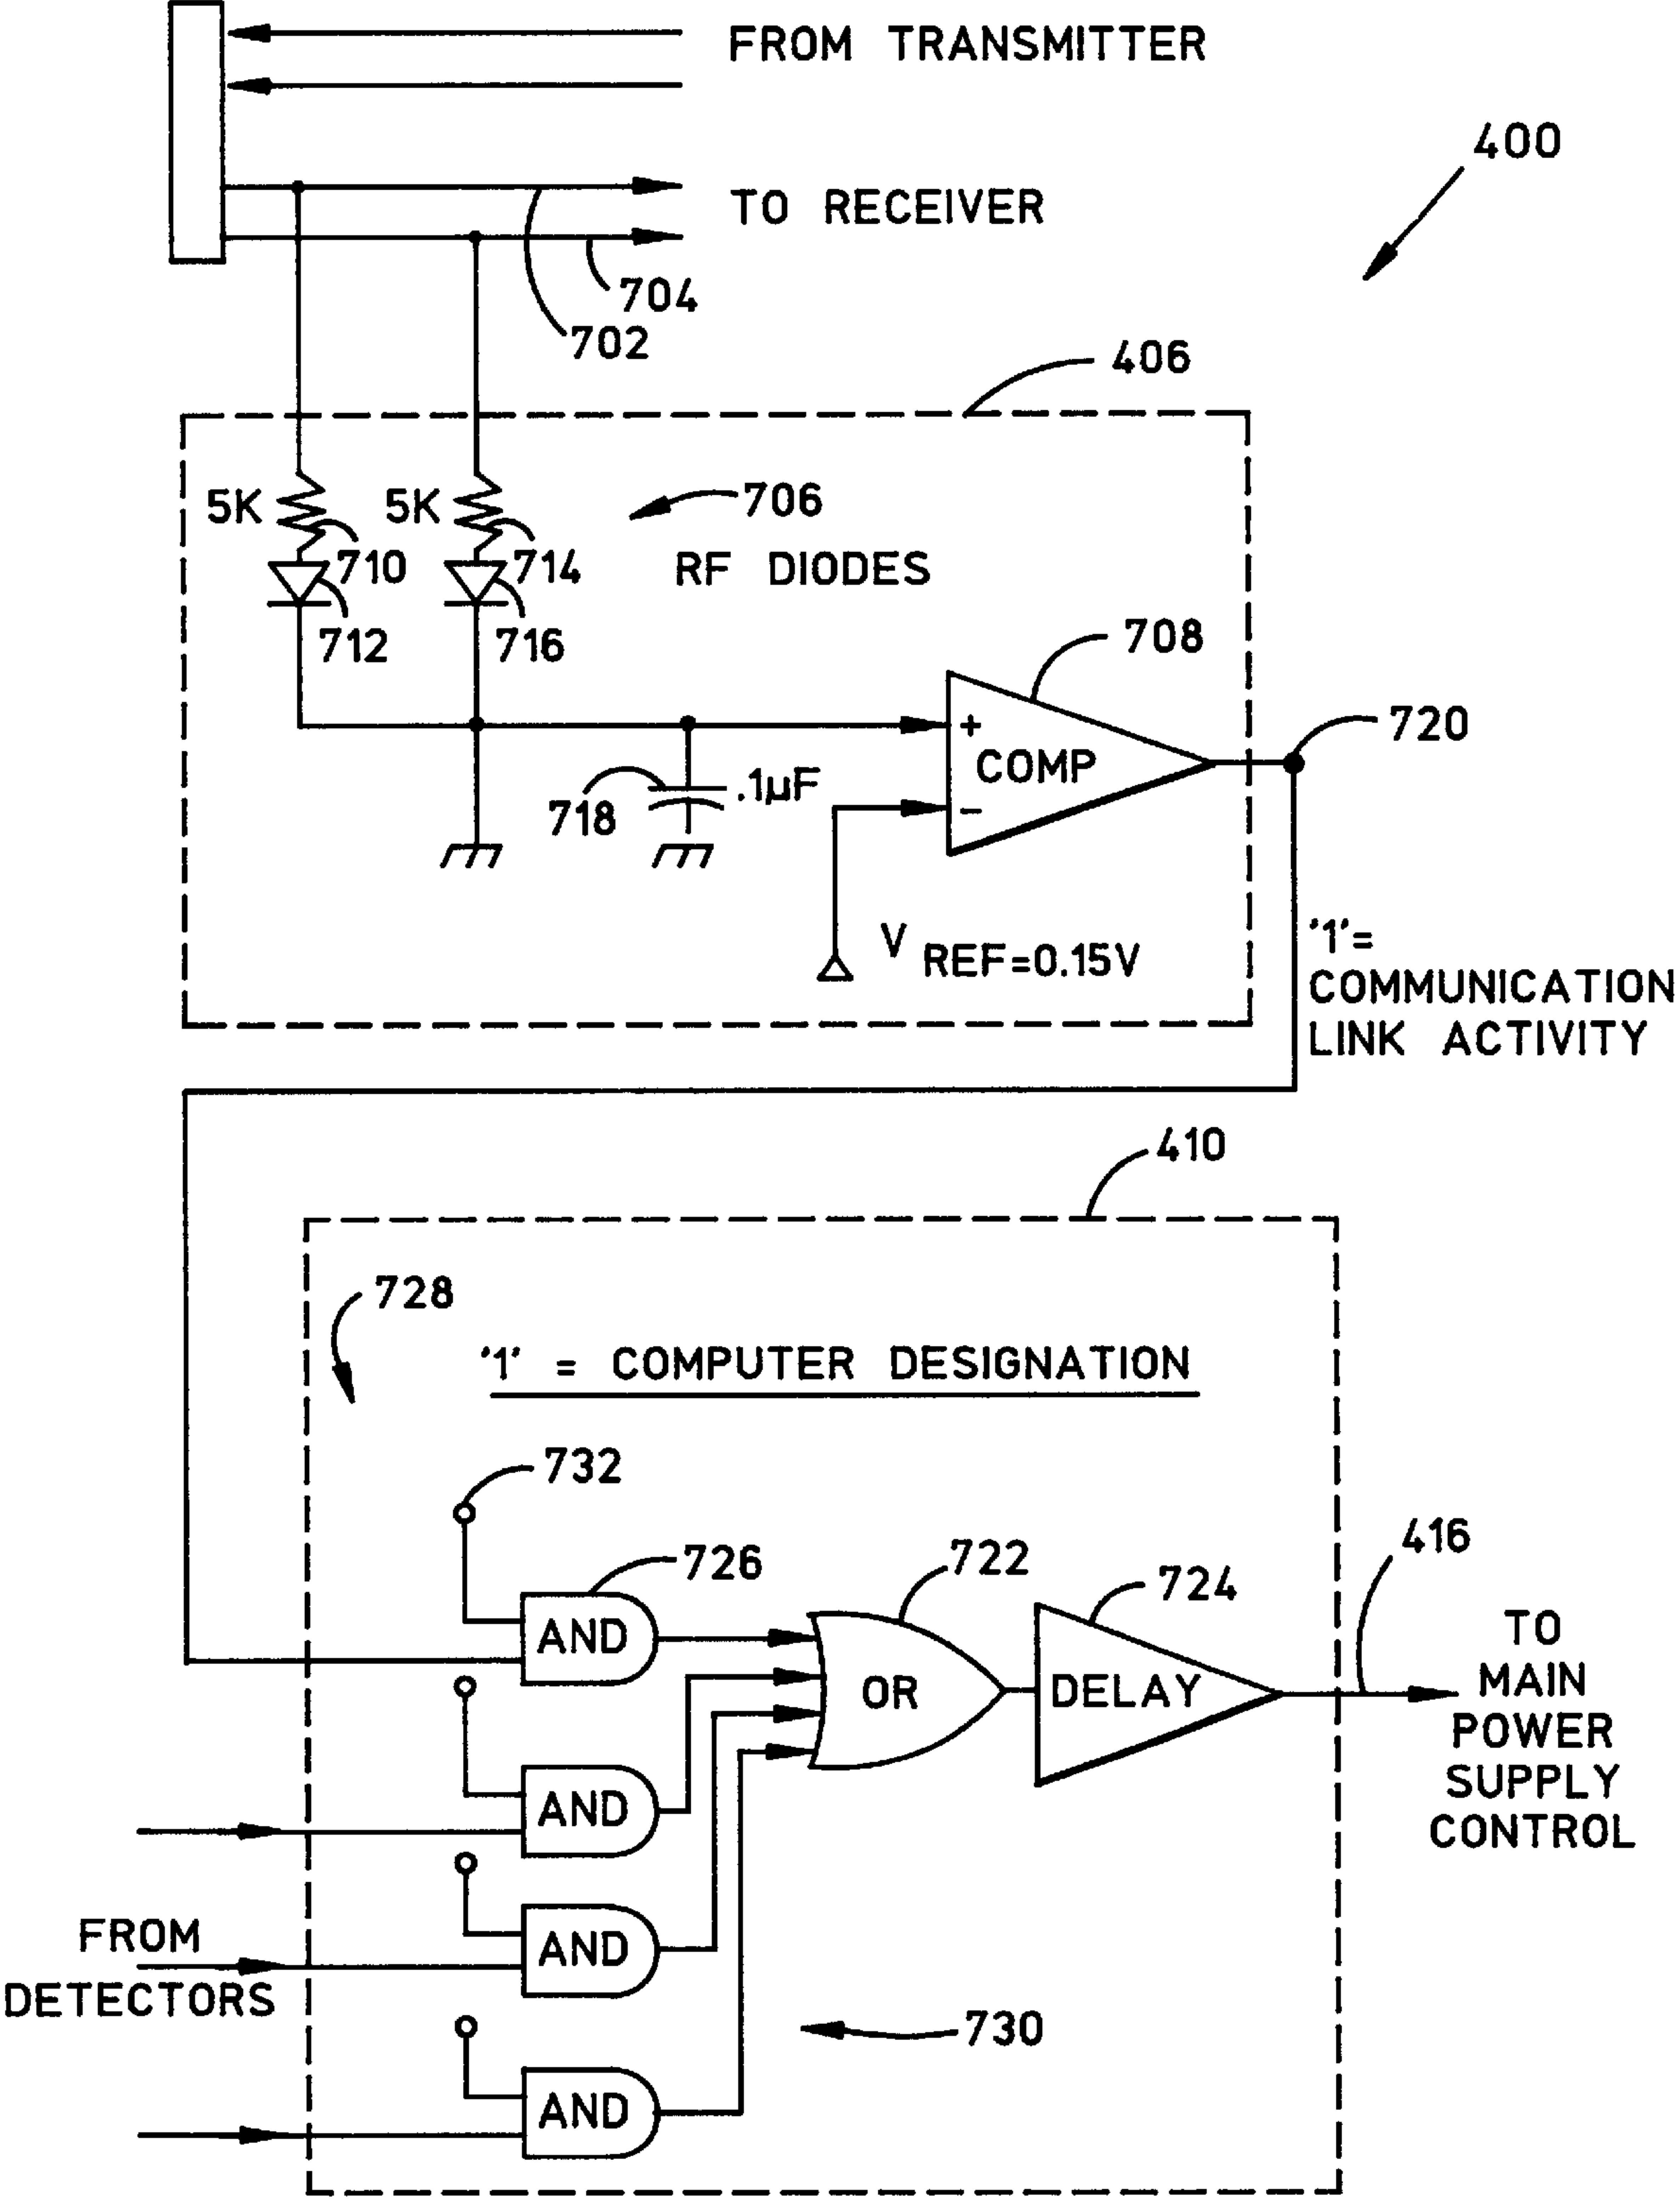 FROM TRANSMITTER
400
TO RECEIVER
704
702
406
5K
5K
706
710
714
RF DIODES
712
716
708
720
+
COMP
718
.1µF
−
V REF=0.15V
'1'=
COMMUNICATION
LINK ACTIVITY
410
728
'1' = COMPUTER DESIGNATION
732
726
722
724
416
AND
OR
DELAY
TO
MAIN
POWER
SUPPLY
CONTROL
AND
FROM
DETECTORS
AND
730
AND